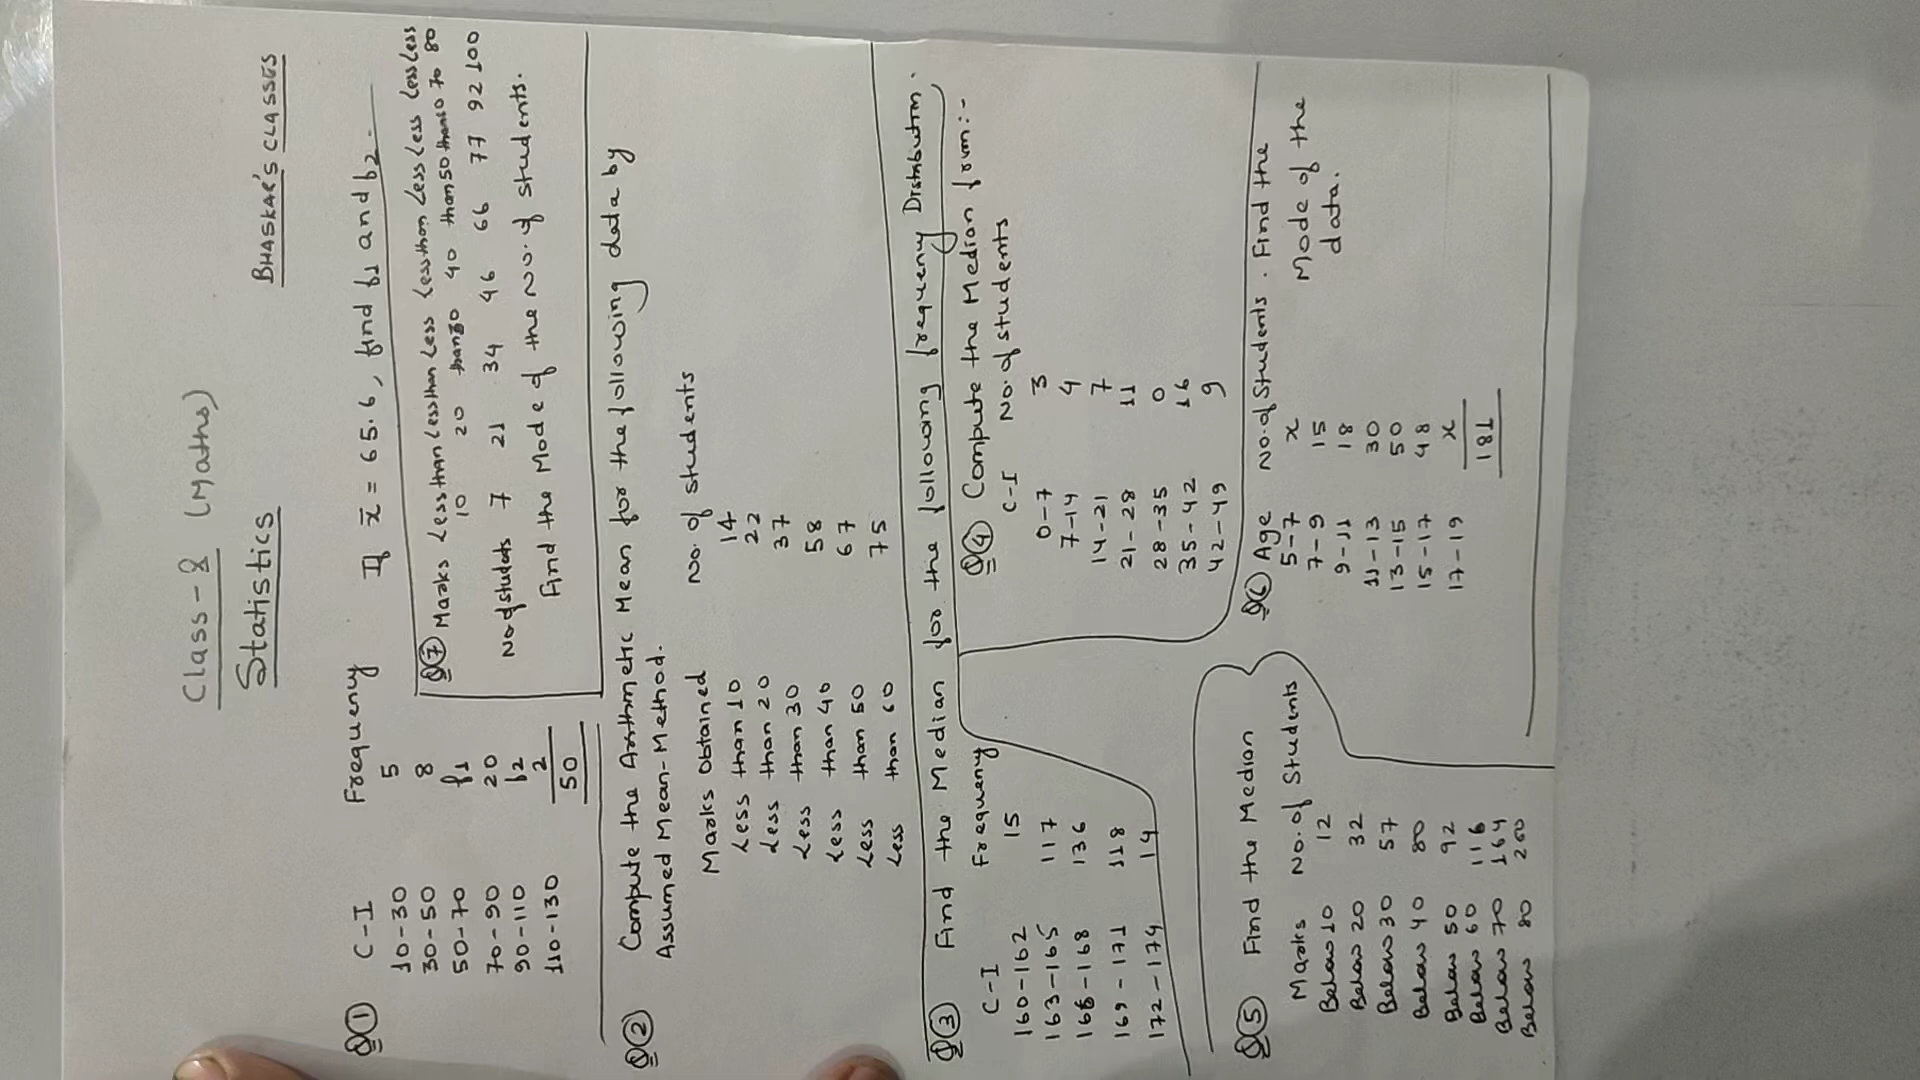 Class-8 (Maths)
Statistics
BHASKAR'S CLASSES
Q1 C-I Frequency If x̄ = 65.6, find f1 and f2.
10-30 5
30-50 8
50-70 f1
70-90 20
90-110 f2
110-130 2
50
Q7 Marks Less than Less than Less Less than Less Less Less Less
10 20 than30 40 than50 than60 70 80
No of students 7 21 34 46 66 77 92 100
Find the Mode of the No. of students.
Q2 Compute the Arithmetic Mean for the following data by
Assumed Mean-Method.
Marks Obtained No. of students
Less than 10 14
Less than 20 22
Less than 30 37
Less than 40 58
Less than 50 67
Less than 60 75
Q3 Find the Median for the following frequency Distribution.
C-I Frequency
160-162 15
163-165 117
166-168 136
169-171 118
172-174 14
Q4 Compute the Median from:-
C-I No. of students
0-7 3
7-14 4
14-21 7
21-28 11
28-35 0
35-42 16
42-49 9
Q5 Find the Median
Marks No. of Students
Below 10 12
Below 20 32
Below 30 57
Below 40 80
Below 50 92
Below 60 116
Below 70 164
Below 80 200
Q6 Age No. of Students. Find the
5-7 x Mode of the
7-9 15 data.
9-11 18
11-13 30
13-15 50
15-17 48
17-19 x
181